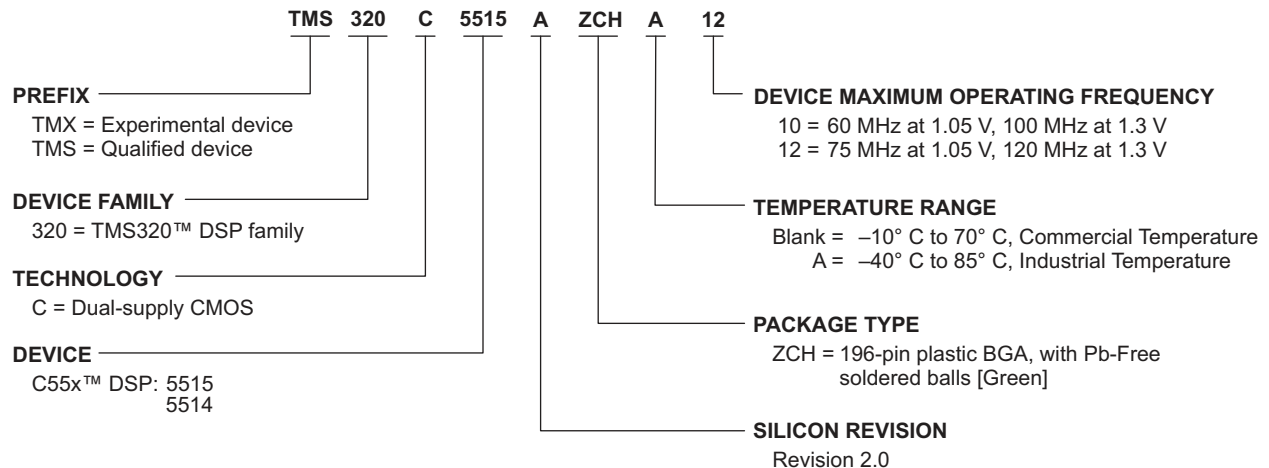 TMS 320 C 5515 A ZCH A 12
PREFIX
TMX = Experimental device
TMS = Qualified device
DEVICE FAMILY
320 = TMS320™ DSP family
TECHNOLOGY
C = Dual-supply CMOS
DEVICE
C55x™ DSP: 5515
5514
DEVICE MAXIMUM OPERATING FREQUENCY
10 = 60 MHz at 1.05 V, 100 MHz at 1.3 V
12 = 75 MHz at 1.05 V, 120 MHz at 1.3 V
TEMPERATURE RANGE
Blank = –10° C to 70° C, Commercial Temperature
A = –40° C to 85° C, Industrial Temperature
PACKAGE TYPE
ZCH = 196-pin plastic BGA, with Pb-Free
soldered balls [Green]
SILICON REVISION
Revision 2.0